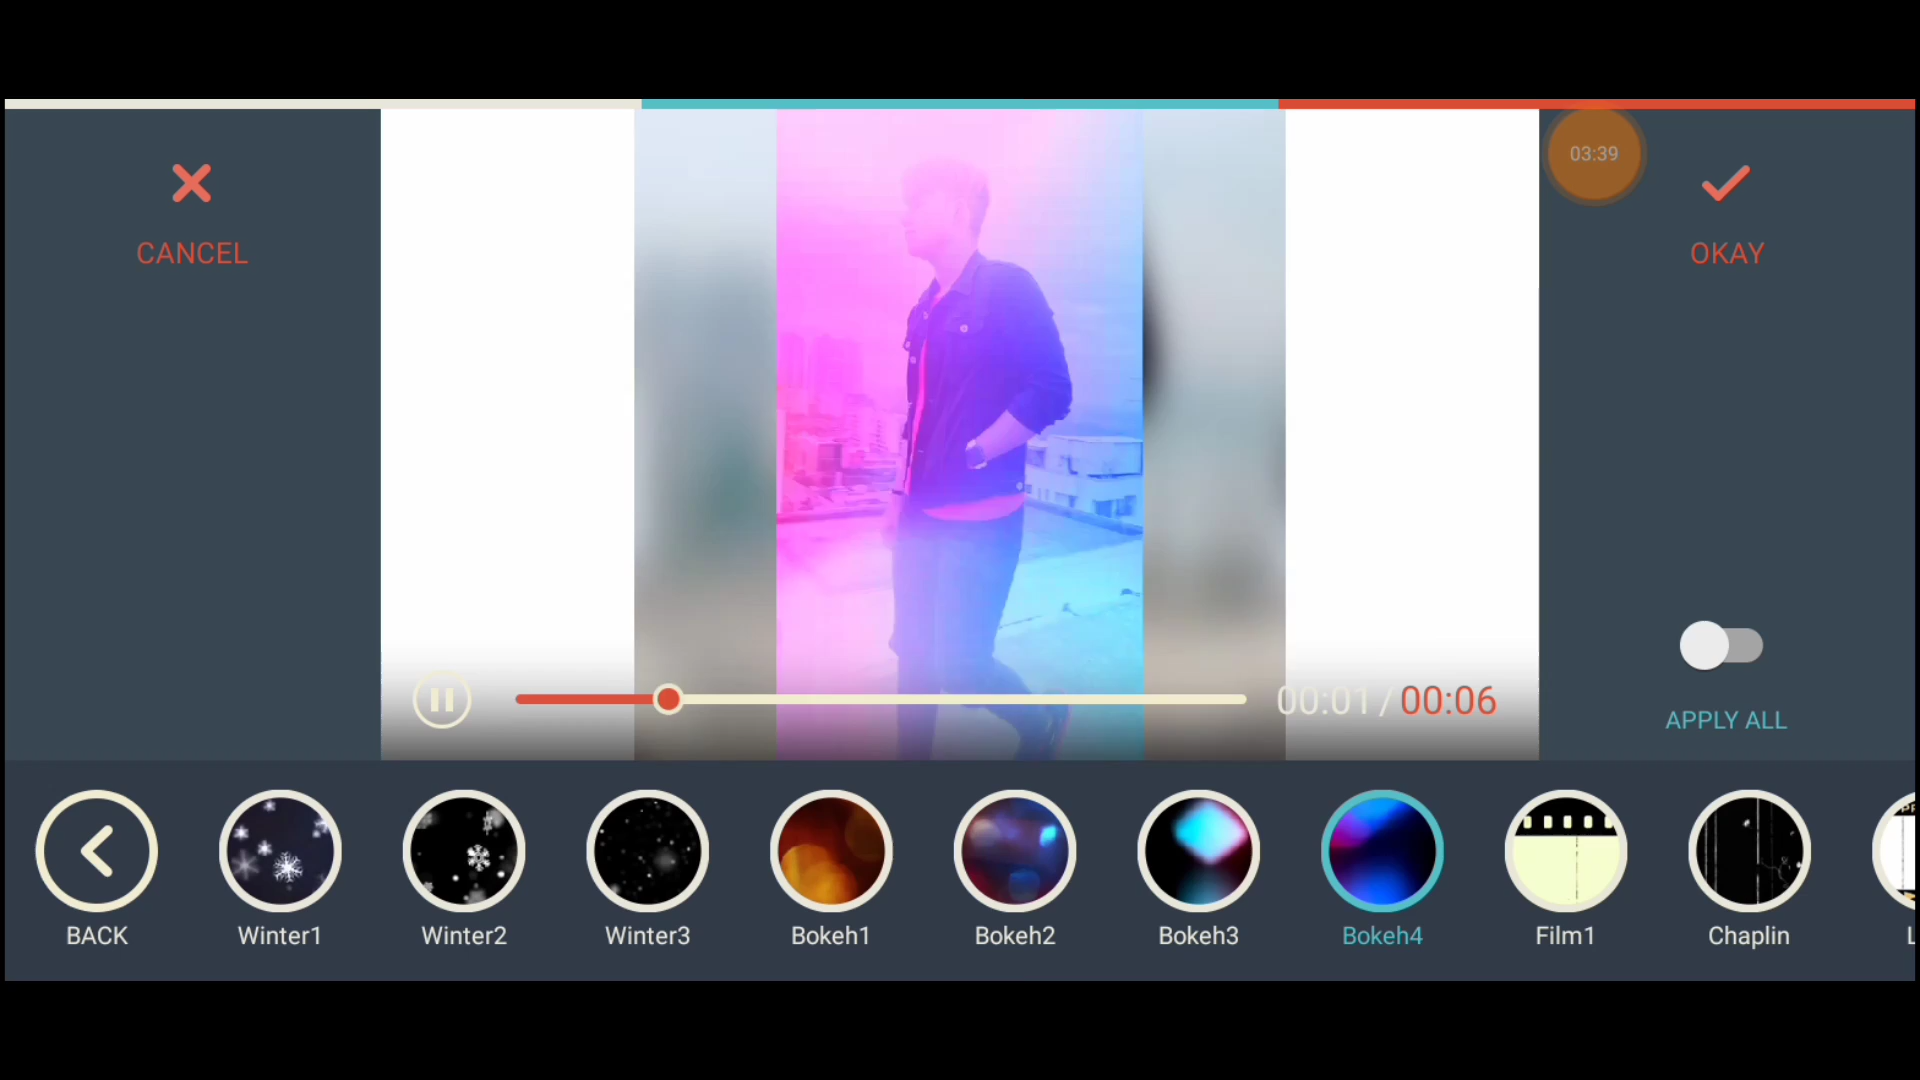 03:39
CANCEL
OKAY
00:01 / 00:06
APPLY ALL
BACK
Winter1
Winter2
Winter3
Bokeh1
Bokeh2
Bokeh3
Bokeh4
Film1
Chaplin